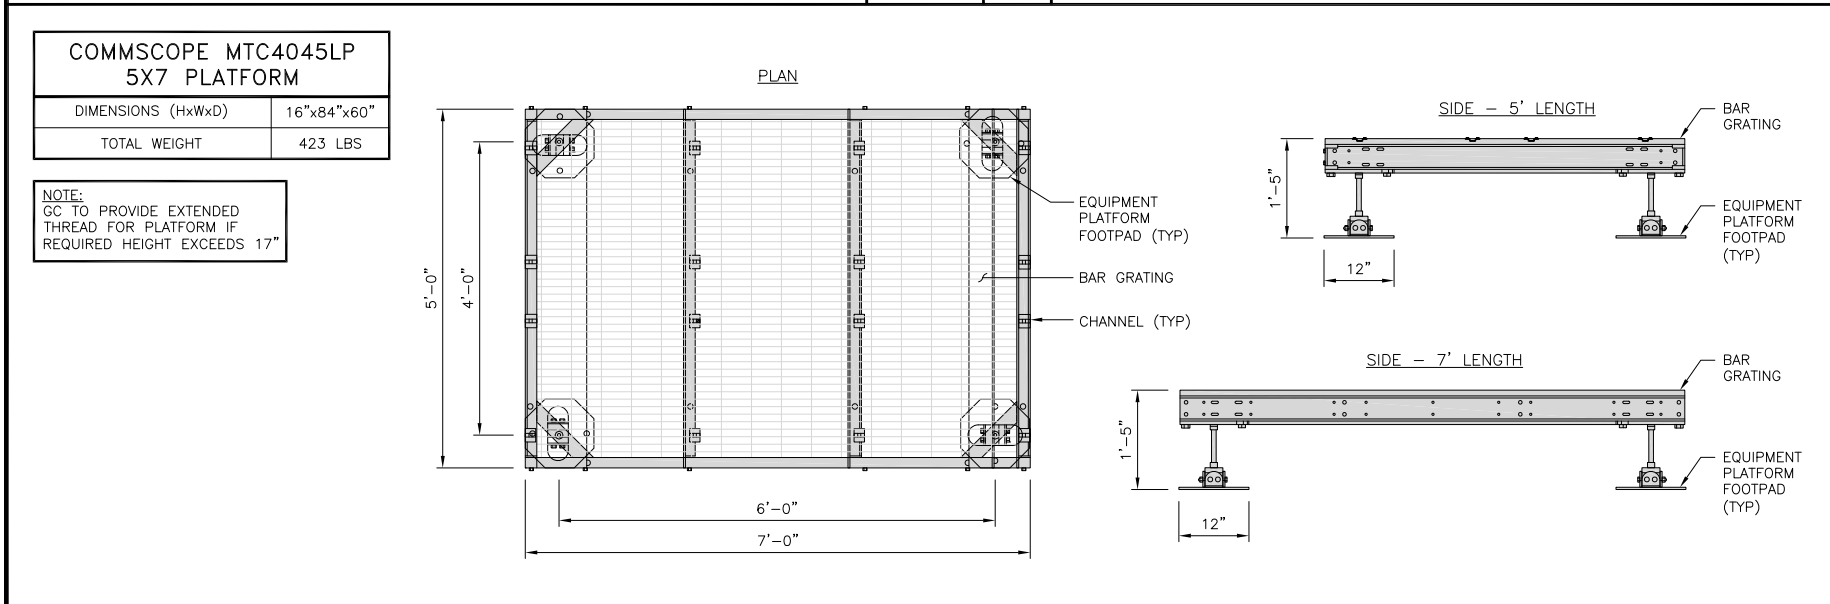 COMMSCOPE MTC4045LP
5X7 PLATFORM
DIMENSIONS (HxWxD) 16"x84"x60"
TOTAL WEIGHT 423 LBS
NOTE:
GC TO PROVIDE EXTENDED
THREAD FOR PLATFORM IF
REQUIRED HEIGHT EXCEEDS 17"
PLAN
5'-0"
4'-0"
EQUIPMENT
PLATFORM
FOOTPAD (TYP)
BAR GRATING
CHANNEL (TYP)
6'-0"
7'-0"
SIDE - 5' LENGTH
BAR
GRATING
1'-5"
EQUIPMENT
PLATFORM
FOOTPAD
(TYP)
12"
SIDE - 7' LENGTH
BAR
GRATING
1'-5"
EQUIPMENT
PLATFORM
FOOTPAD
(TYP)
12"